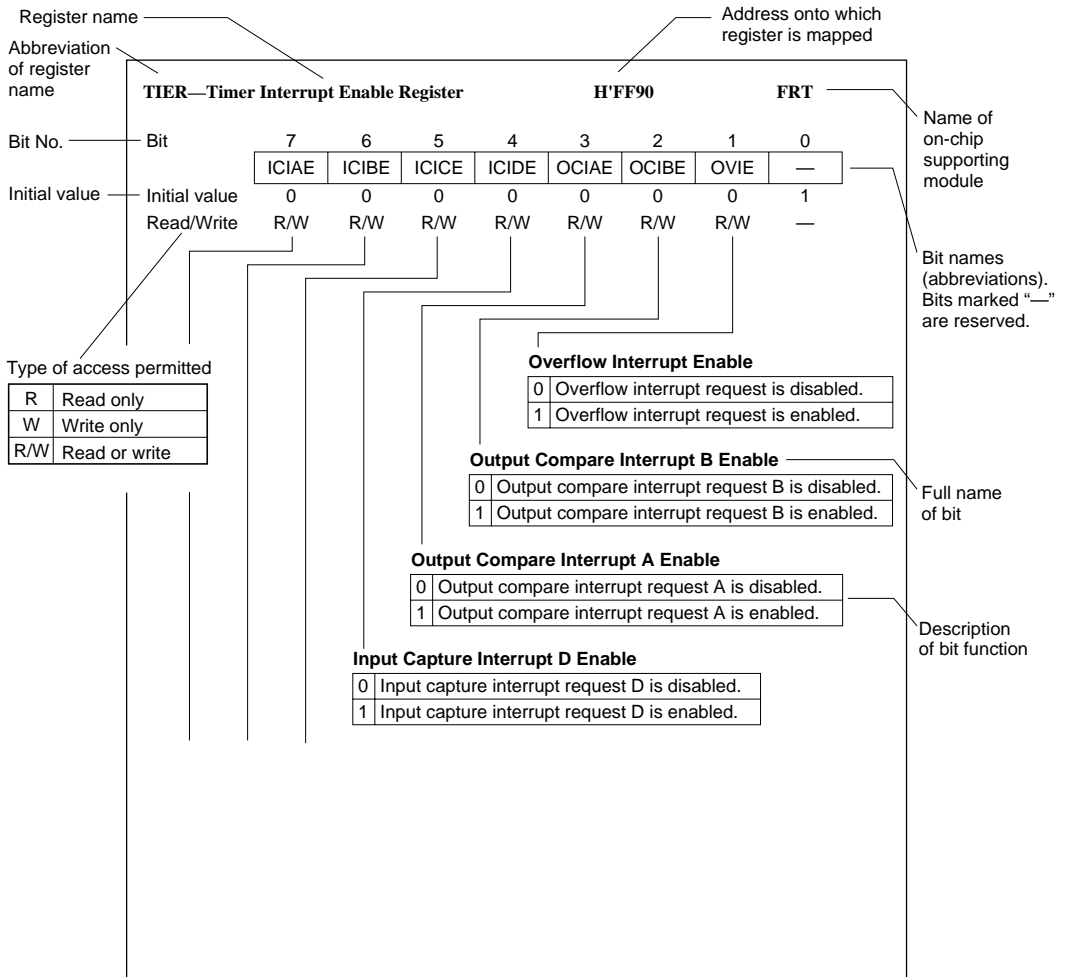 Register name
Address onto which
register is mapped
Abbreviation
of register
name
TIER—Timer Interrupt Enable Register H'FF90 FRT
Name of
on-chip
supporting
module
Bit No. Bit 7 6 5 4 3 2 1 0
ICIAE ICIBE ICICE ICIDE OCIAE OCIBE OVIE —
Initial value Initial value 0 0 0 0 0 0 0 1
Read/Write R/W R/W R/W R/W R/W R/W R/W —
Bit names
(abbreviations).
Bits marked “—”
are reserved.
Type of access permitted
R Read only
W Write only
R/W Read or write
Overflow Interrupt Enable
0 Overflow interrupt request is disabled.
1 Overflow interrupt request is enabled.
Output Compare Interrupt B Enable
0 Output compare interrupt request B is disabled.
1 Output compare interrupt request B is enabled.
Full name
of bit
Output Compare Interrupt A Enable
0 Output compare interrupt request A is disabled.
1 Output compare interrupt request A is enabled.
Description
of bit function
Input Capture Interrupt D Enable
0 Input capture interrupt request D is disabled.
1 Input capture interrupt request D is enabled.